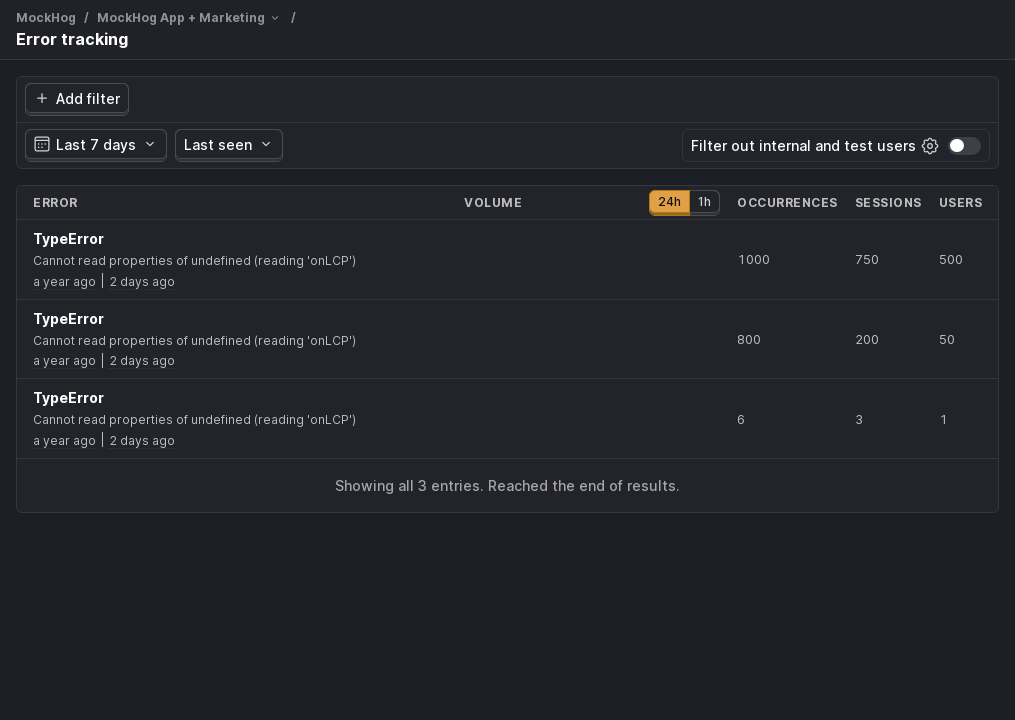 MockHog / MockHog App + Marketing /
Error tracking
Add filter
Last 7 days Last seen Filter out internal and test users
ERROR VOLUME 24h 1h OCCURRENCES SESSIONS USERS
TypeError
Cannot read properties of undefined (reading 'onLCP')
a year ago | 2 days ago
1000 750 500
TypeError
Cannot read properties of undefined (reading 'onLCP')
a year ago | 2 days ago
800 200 50
TypeError
Cannot read properties of undefined (reading 'onLCP')
a year ago | 2 days ago
6 3 1
Showing all 3 entries. Reached the end of results.